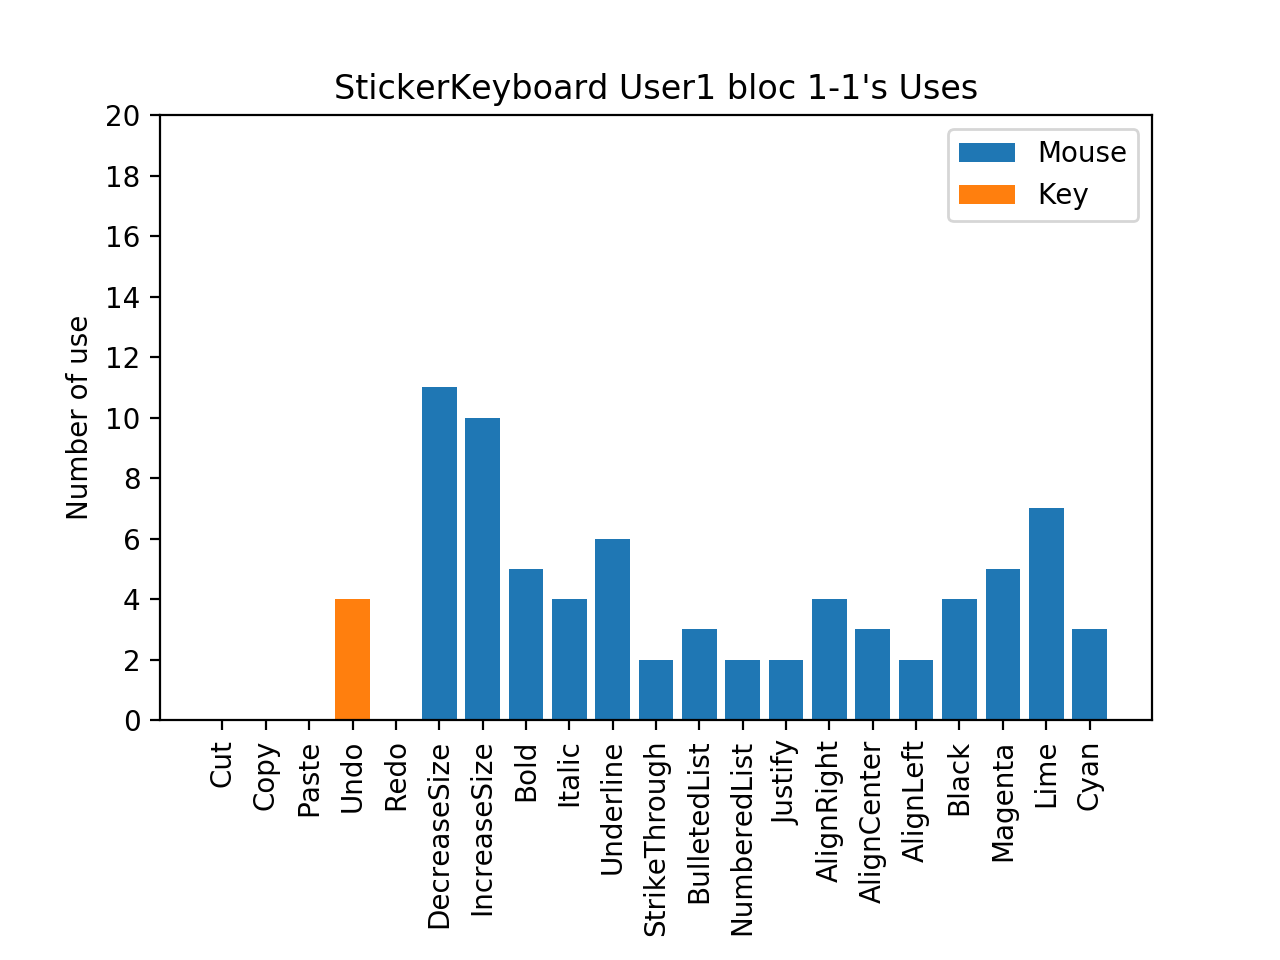 StickerKeyboard User1 bloc 1-1's Uses
20
18
16
14
12
10
8
6
4
2
0
Number of use
Mouse
Key
Cut
Copy
Paste
Undo
Redo
DecreaseSize
IncreaseSize
Bold
Italic
Underline
StrikeThrough
BulletedList
NumberedList
Justify
AlignRight
AlignCenter
AlignLeft
Black
Magenta
Lime
Cyan